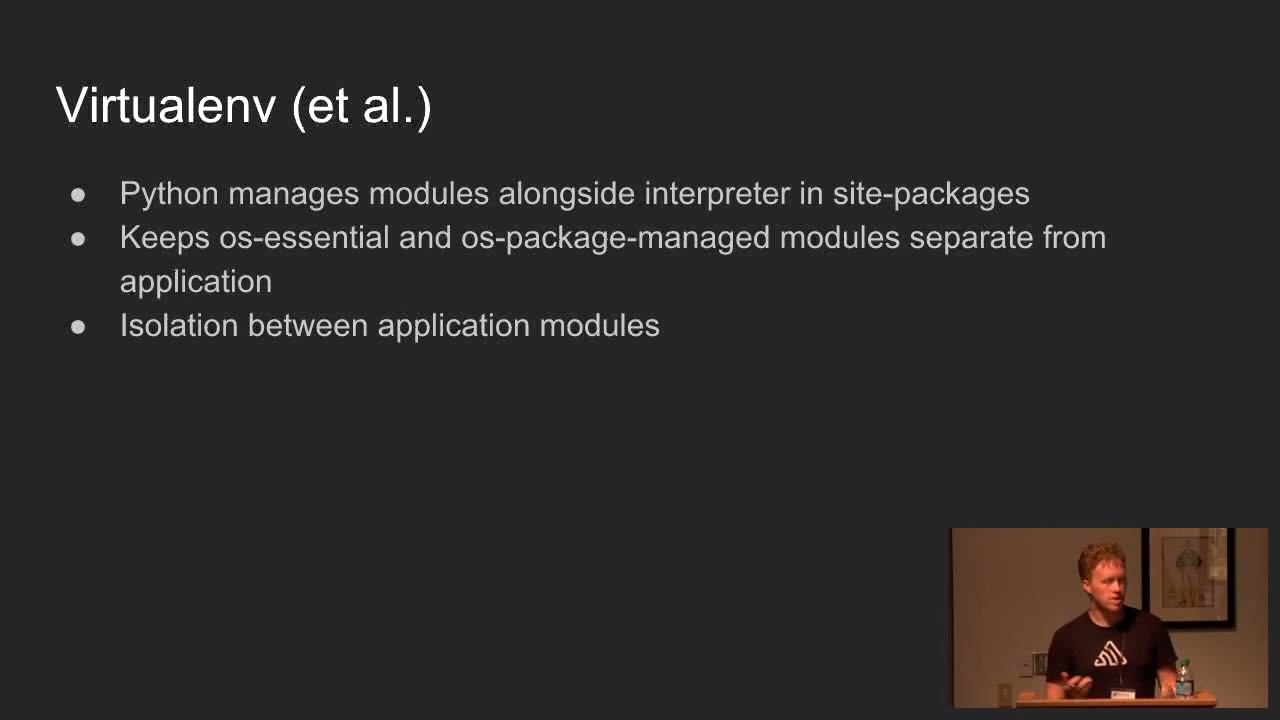 Virtualenv (et al.)
● Python manages modules alongside interpreter in site-packages
● Keeps os-essential and os-package-managed modules separate from
application
● Isolation between application modules